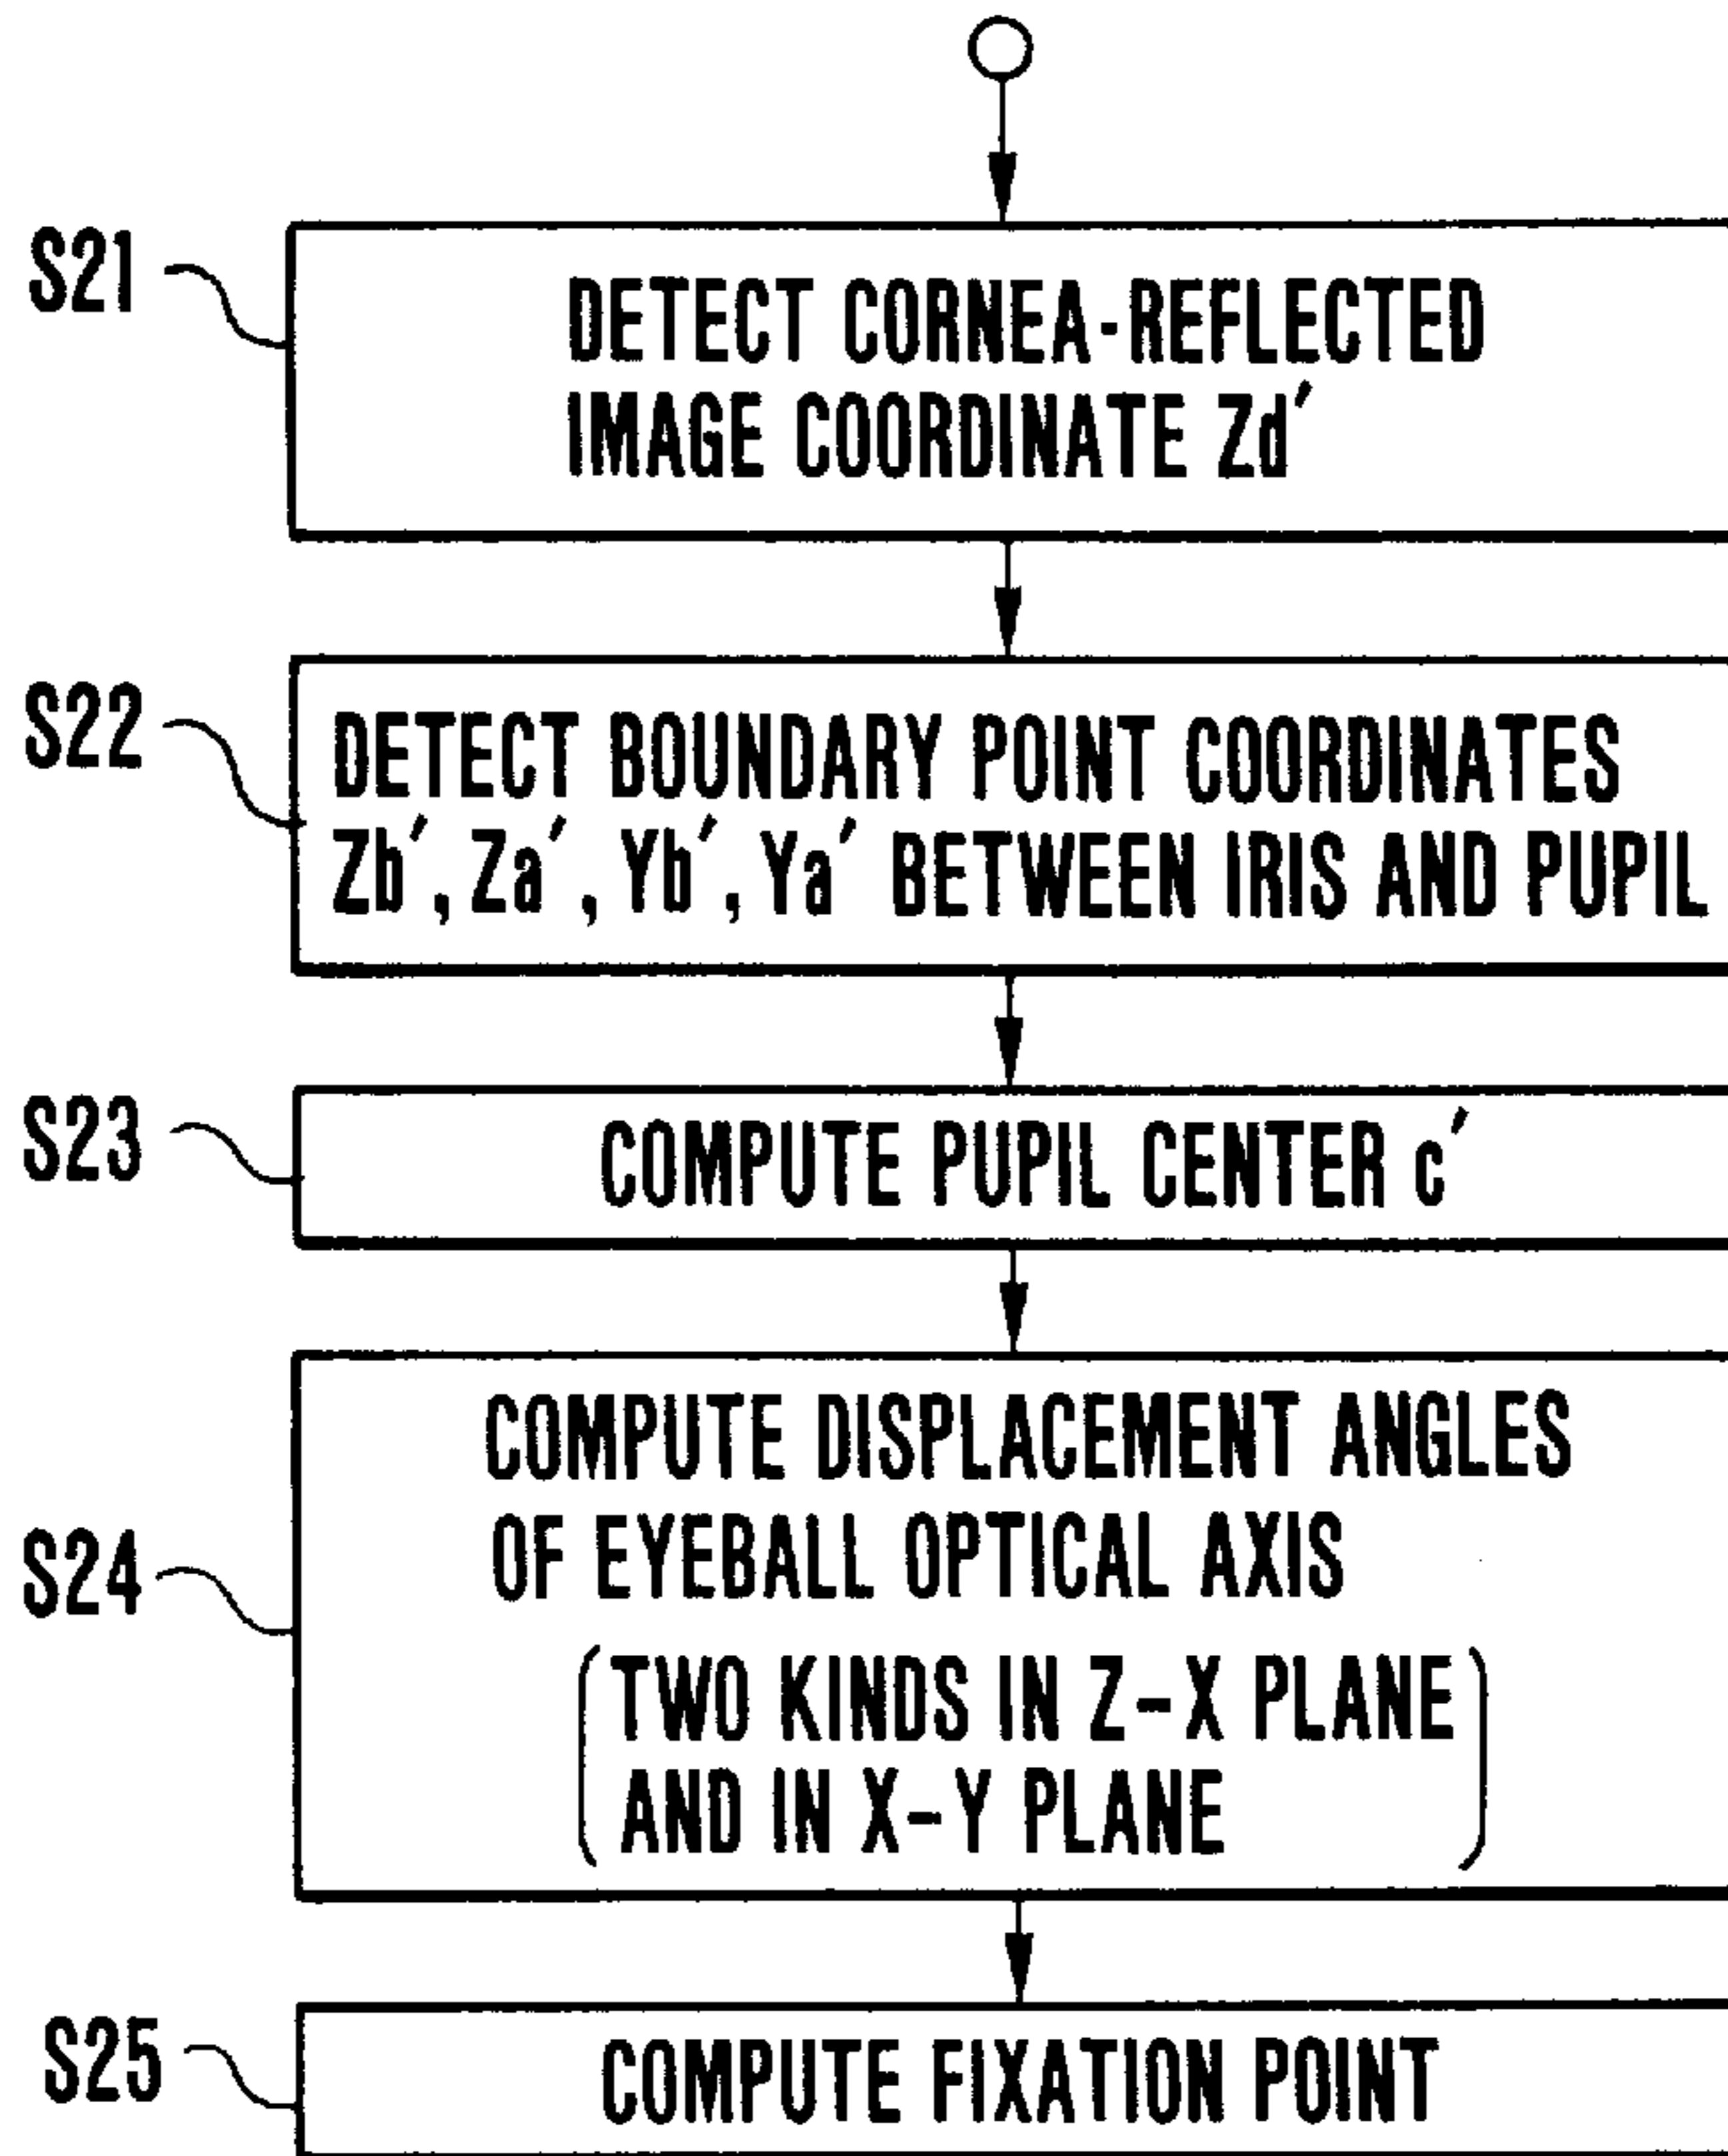 S21
DETECT CORNEA-REFLECTED
IMAGE COORDINATE Zd′
S22
DETECT BOUNDARY POINT COORDINATES
Zb′, Za′, Yb′, Ya′ BETWEEN IRIS AND PUPIL
S23
COMPUTE PUPIL CENTER c′
S24
COMPUTE DISPLACEMENT ANGLES
OF EYEBALL OPTICAL AXIS
(TWO KINDS IN Z-X PLANE
AND IN X-Y PLANE)
S25
COMPUTE FIXATION POINT